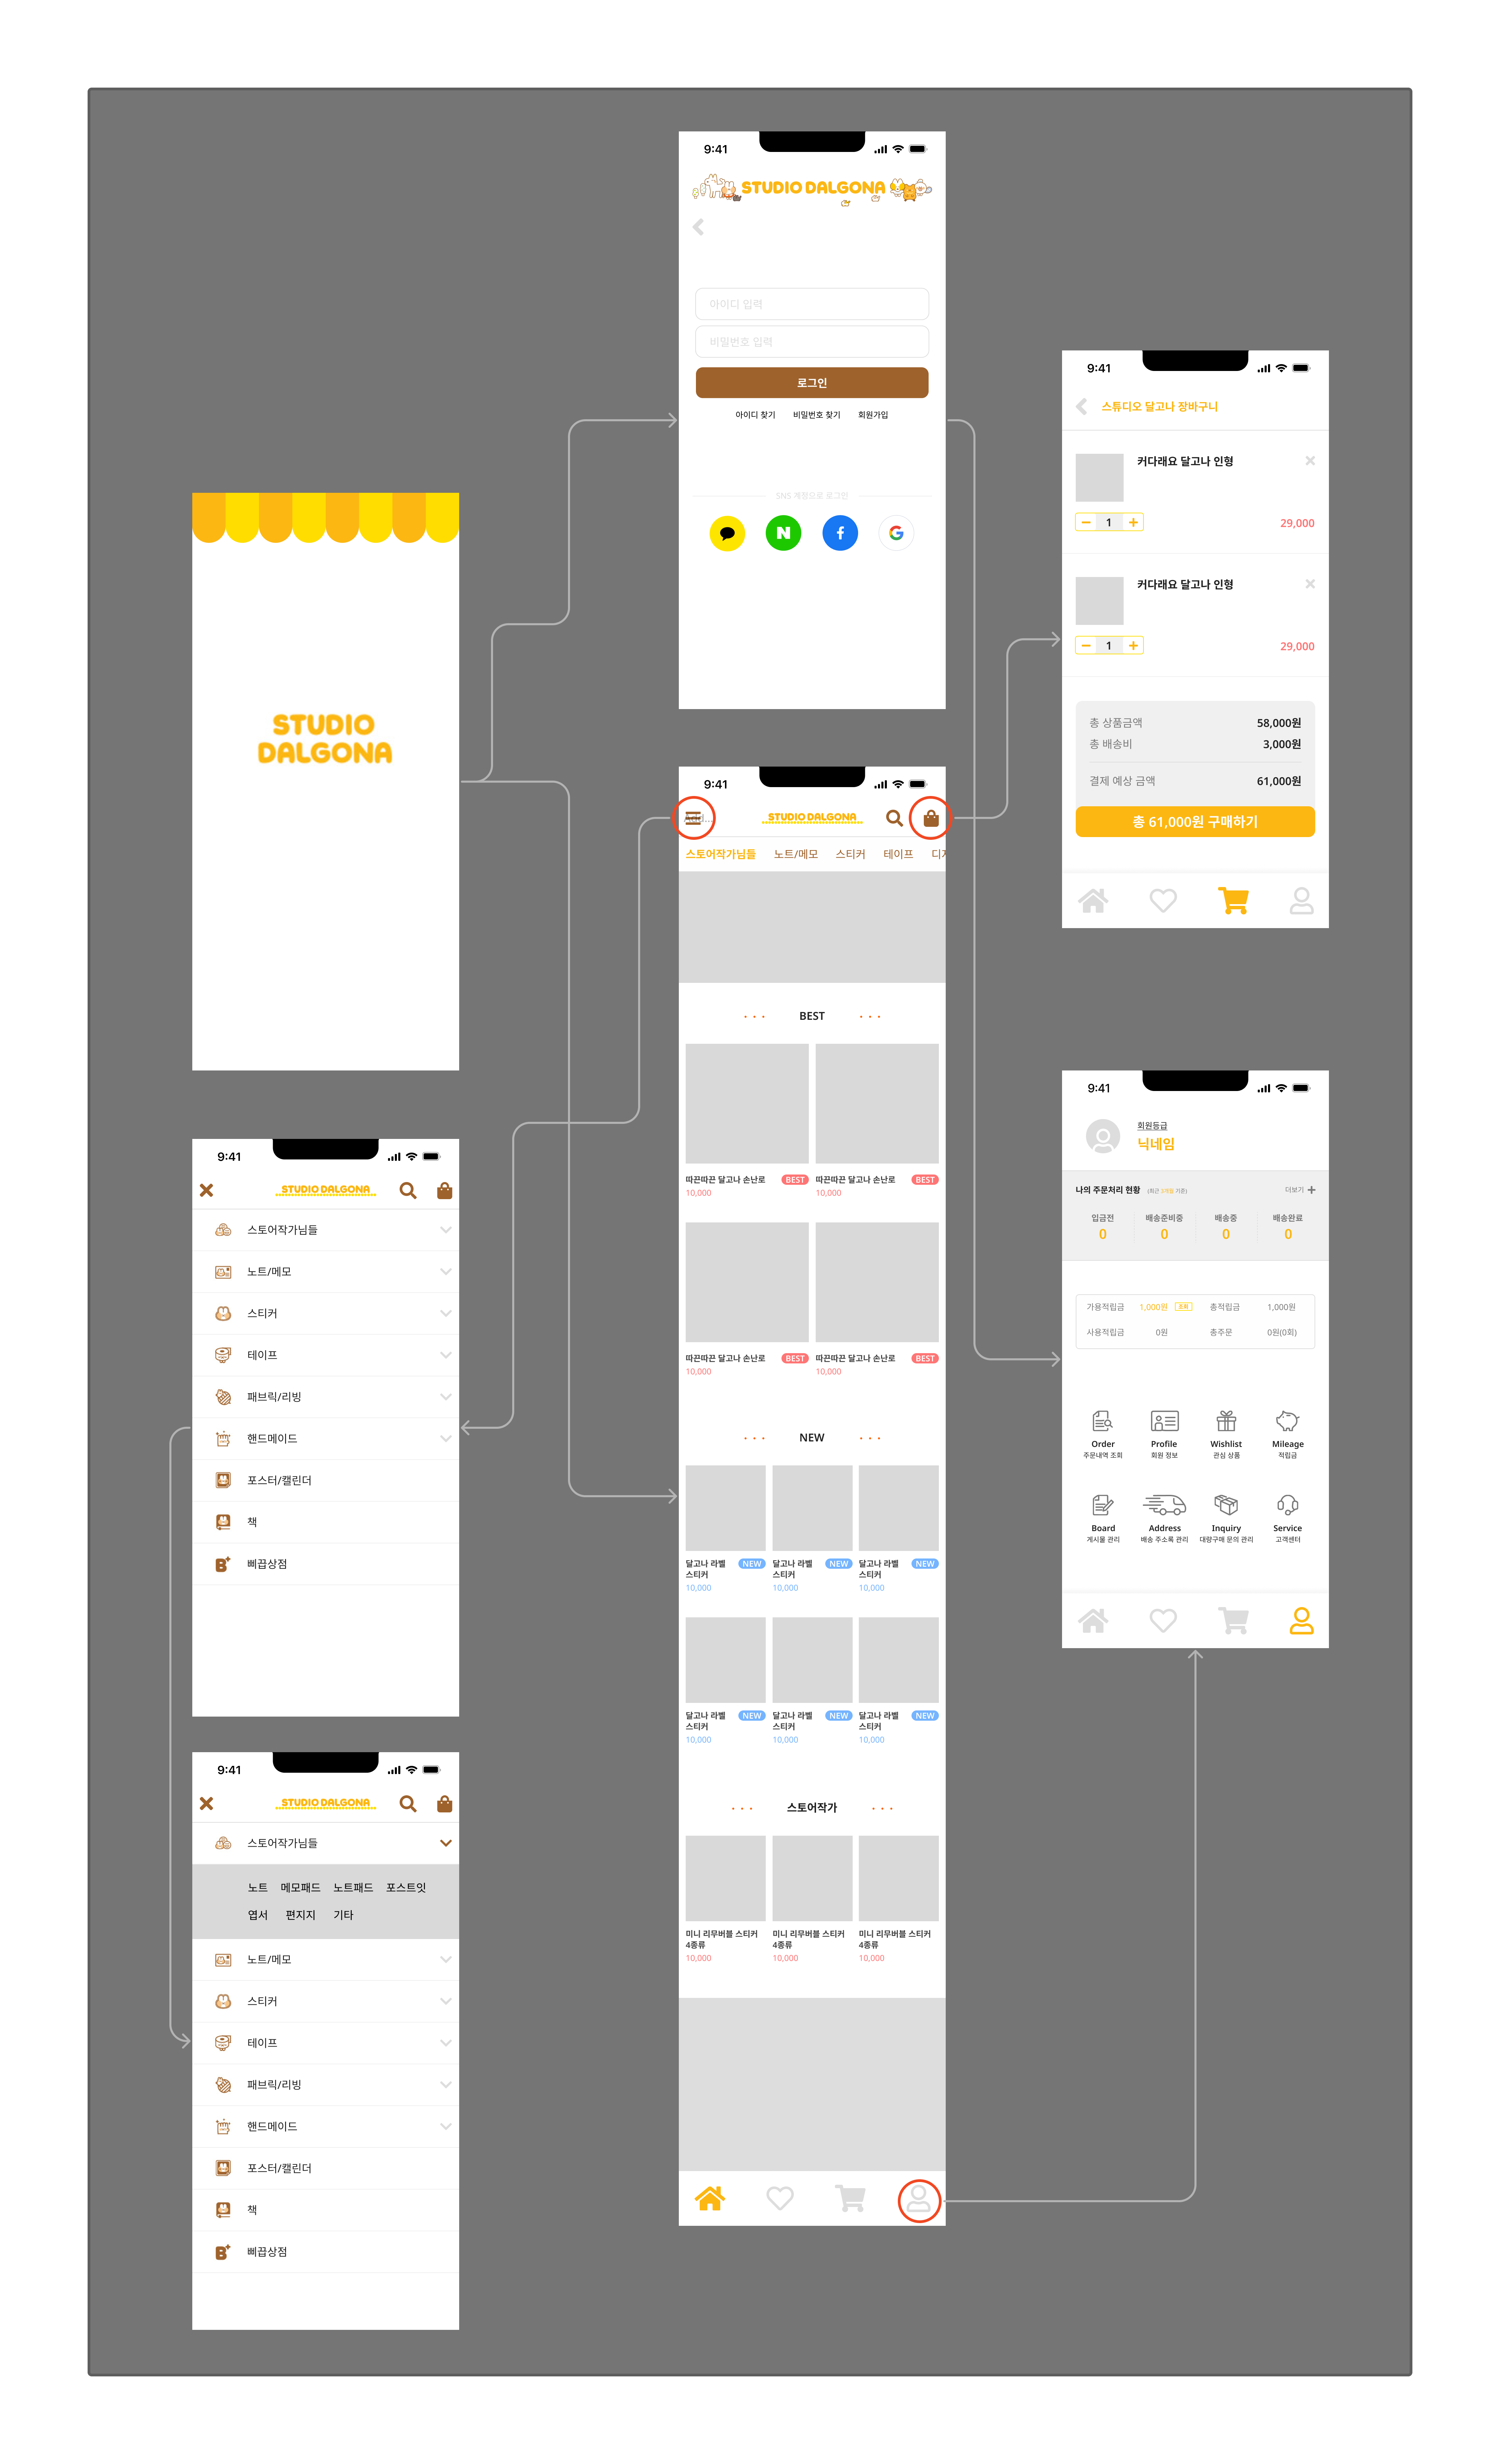 STUDIO
DALGONA
9:41
STUDIO DALGONA
아이디 입력
비밀번호 입력
로그인
아이디 찾기 비밀번호 찾기 회원가입
SNS 계정으로 로그인
N f G
9:41
스튜디오 달고나 장바구니
커다래요 달고나 인형
1 29,000
커다래요 달고나 인형
1 29,000
총 상품금액 58,000원
총 배송비 3,000원
결제 예상 금액 61,000원
총 61,000원 구매하기
9:41
STUDIO DALGONA
스토어작가님들 노트/메모 스티커 테이프
BEST
따끈따끈 달고나 손난로 BEST 따끈따끈 달고나 손난로 BEST
10,000 10,000
따끈따끈 달고나 손난로 BEST 따끈따끈 달고나 손난로 BEST
10,000 10,000
NEW
달고나 라벨 NEW 달고나 라벨 NEW 달고나 라벨 NEW
스티커 스티커 스티커
10,000 10,000 10,000
달고나 라벨 NEW 달고나 라벨 NEW 달고나 라벨 NEW
스티커 스티커 스티커
10,000 10,000 10,000
스토어작가
미니 리무버블 스티커 미니 리무버블 스티커 미니 리무버블 스티커
4종류 4종류 4종류
10,000 10,000 10,000
9:41
STUDIO DALGONA
스토어작가님들
노트/메모
스티커
테이프
패브릭/리빙
핸드메이드
포스터/캘린더
책
B 삐끕상점
9:41
STUDIO DALGONA
스토어작가님들
노트 메모패드 노트패드 포스트잇
엽서 편지지 기타
노트/메모
스티커
테이프
패브릭/리빙
핸드메이드
포스터/캘린더
책
B 삐끕상점
9:41
회원등급
닉네임
나의 주문처리 현황 (최근 3개월 기준) 더보기
입금전 배송준비중 배송중 배송완료
0 0 0 0
가용적립금 1,000원 조회 총적립금 1,000원
사용적립금 0원 총주문 0원(0회)
Order Profile Wishlist Mileage
주문내역 조회 회원 정보 관심 상품 적립금
Board Address Inquiry Service
게시물 관리 배송 주소록 관리 대량구매 문의 관리 고객센터